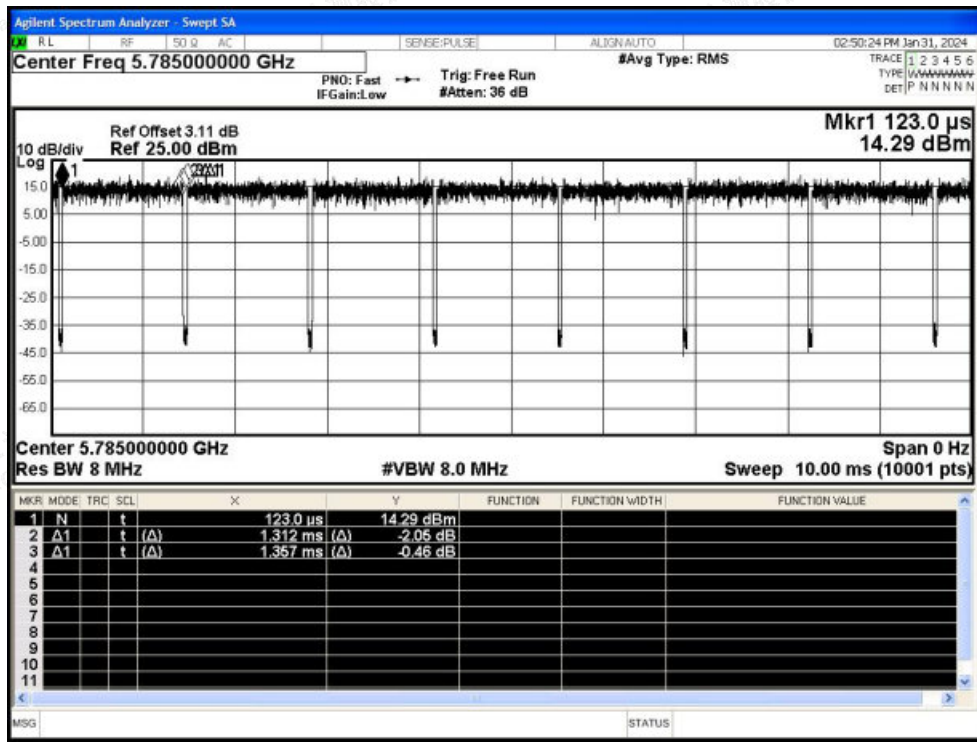 Agilent Spectrum Analyzer - Swept SA
RL RF 50 Ω AC SENSE:PULSE ALIGN AUTO 02:50:24 PM Jan 31, 2024
Center Freq 5.785000000 GHz #Avg Type: RMS TRACE 1 2 3 4 5 6
PNO: Fast Trig: Free Run TYPE
IFGain:Low #Atten: 36 dB DET P N N N N N
Mkr1 123.0 µs
Ref Offset 3.11 dB
10 dB/div Ref 25.00 dBm 14.29 dBm
Log
1
15.0
5.00
-5.00
-15.0
-25.0
-35.0
-45.0
-55.0
-65.0
Center 5.785000000 GHz Span 0 Hz
Res BW 8 MHz #VBW 8.0 MHz Sweep 10.00 ms (10001 pts)
MKR MODE TRC SCL X Y FUNCTION FUNCTION WIDTH FUNCTION VALUE
1 N t 123.0 µs 14.29 dBm
2 Δ1 t (Δ) 1.312 ms (Δ) -2.05 dB
3 Δ1 t (Δ) 1.357 ms (Δ) -0.46 dB
4
5
6
7
8
9
10
11
MSG STATUS